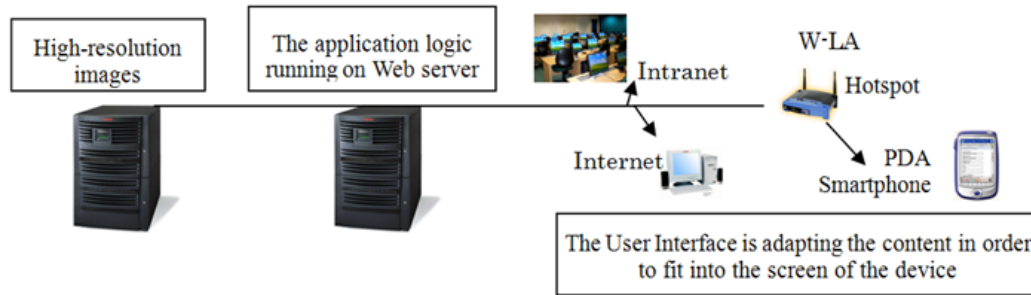 High-resolution
images
The application logic
running on Web server
Intranet
W-LA
Hotspot
Internet
PDA
Smartphone
The User Interface is adapting the content in order
to fit into the screen of the device